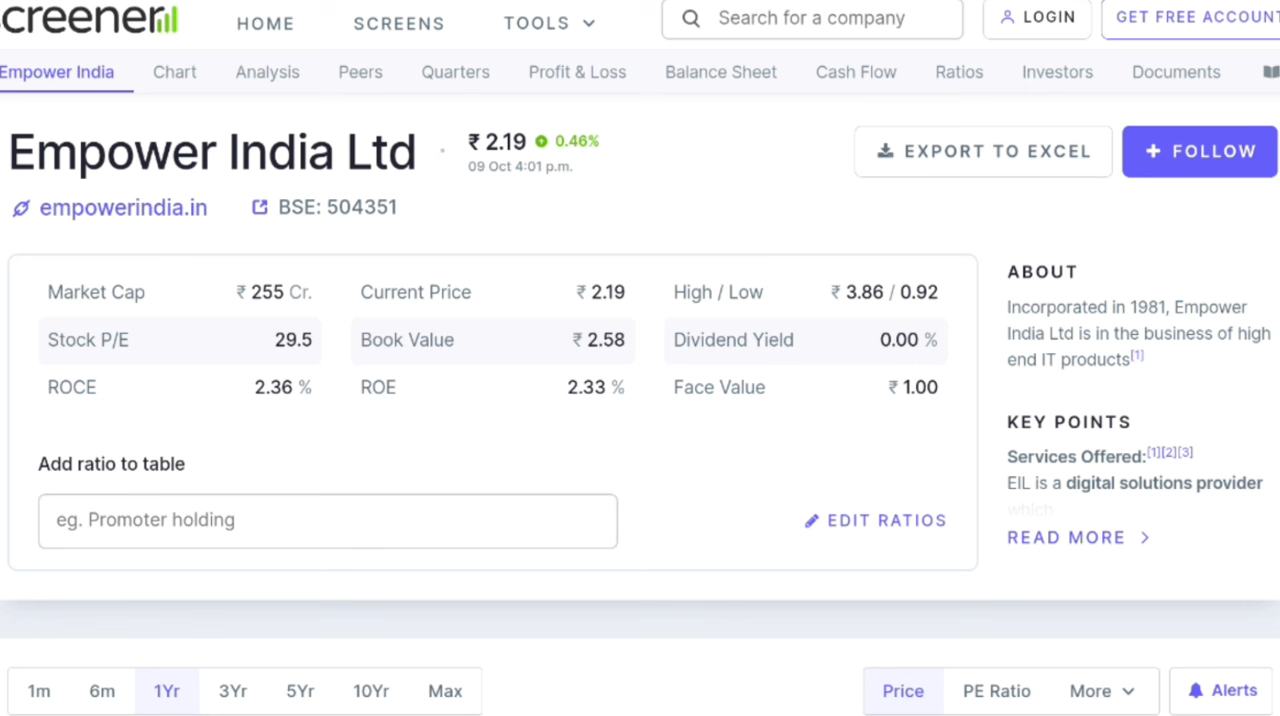 creener
HOME SCREENS TOOLS Search for a company LOGIN GET FREE ACCOUNT
Empower India Chart Analysis Peers Quarters Profit & Loss Balance Sheet Cash Flow Ratios Investors Documents
Empower India Ltd · ₹ 2.19 0.46%
09 Oct 4:01 p.m.
EXPORT TO EXCEL + FOLLOW
empowerindia.in BSE: 504351
Market Cap ₹ 255 Cr. Current Price ₹ 2.19 High / Low ₹ 3.86 / 0.92
Stock P/E 29.5 Book Value ₹ 2.58 Dividend Yield 0.00 %
ROCE 2.36 % ROE 2.33 % Face Value ₹ 1.00
Add ratio to table
eg. Promoter holding
EDIT RATIOS
ABOUT
Incorporated in 1981, Empower
India Ltd is in the business of high
end IT products[1]
KEY POINTS
Services Offered:[1][2][3]
EIL is a digital solutions provider
which
READ MORE
1m 6m 1Yr 3Yr 5Yr 10Yr Max Price PE Ratio More Alerts